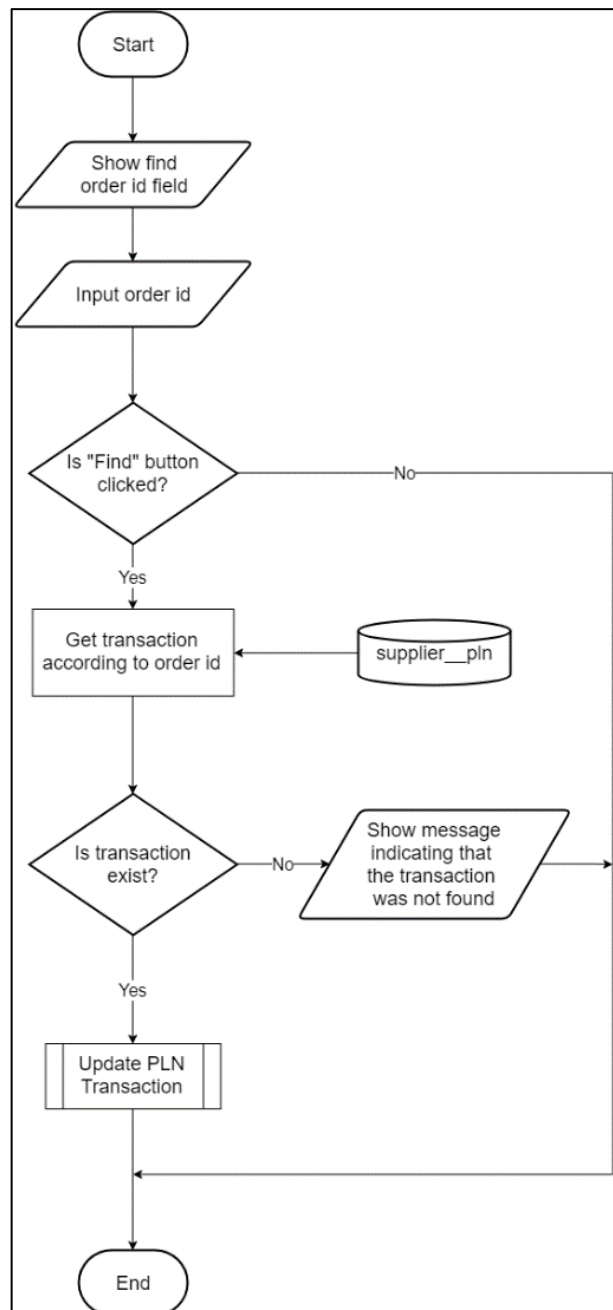 Start
Show find
order id field
Input order id
Is "Find" button
clicked?
No
Yes
Get transaction
according to order id
supplier__pln
Is transaction
exist?
No
Show message
indicating that
the transaction
was not found
Yes
Update PLN
Transaction
End